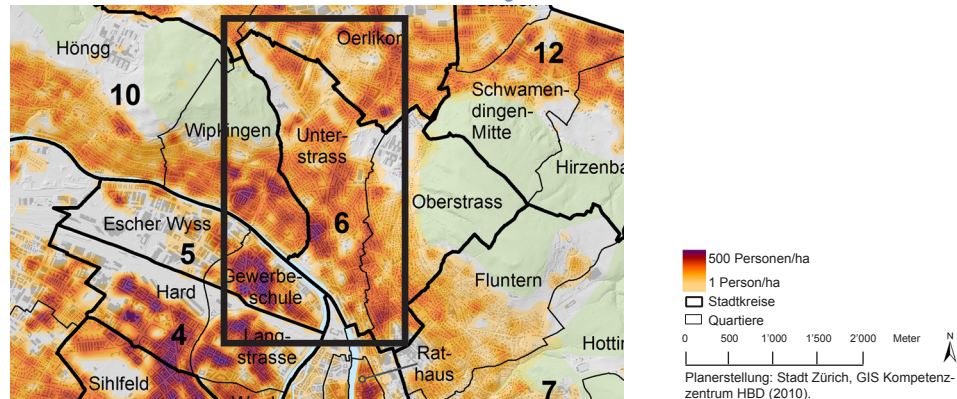 Höngg
Oerlikon
12
10
Schwamen-
dingen-
Mitte
Wipkingen
Unter-
strass
Hirzenba
Oberstrass
Escher Wyss
6
5
Gewerbe-
schule
Fluntern
Hard
4
Lang-
strasse
Rat-
haus
Hottin
Sihlfeld
7
500 Personen/ha
1 Person/ha
Stadtkreise
Quartiere
0 500 1'000 1'500 2'000 Meter N
Planerstellung: Stadt Zürich, GIS Kompetenz-
zentrum HBD (2010).